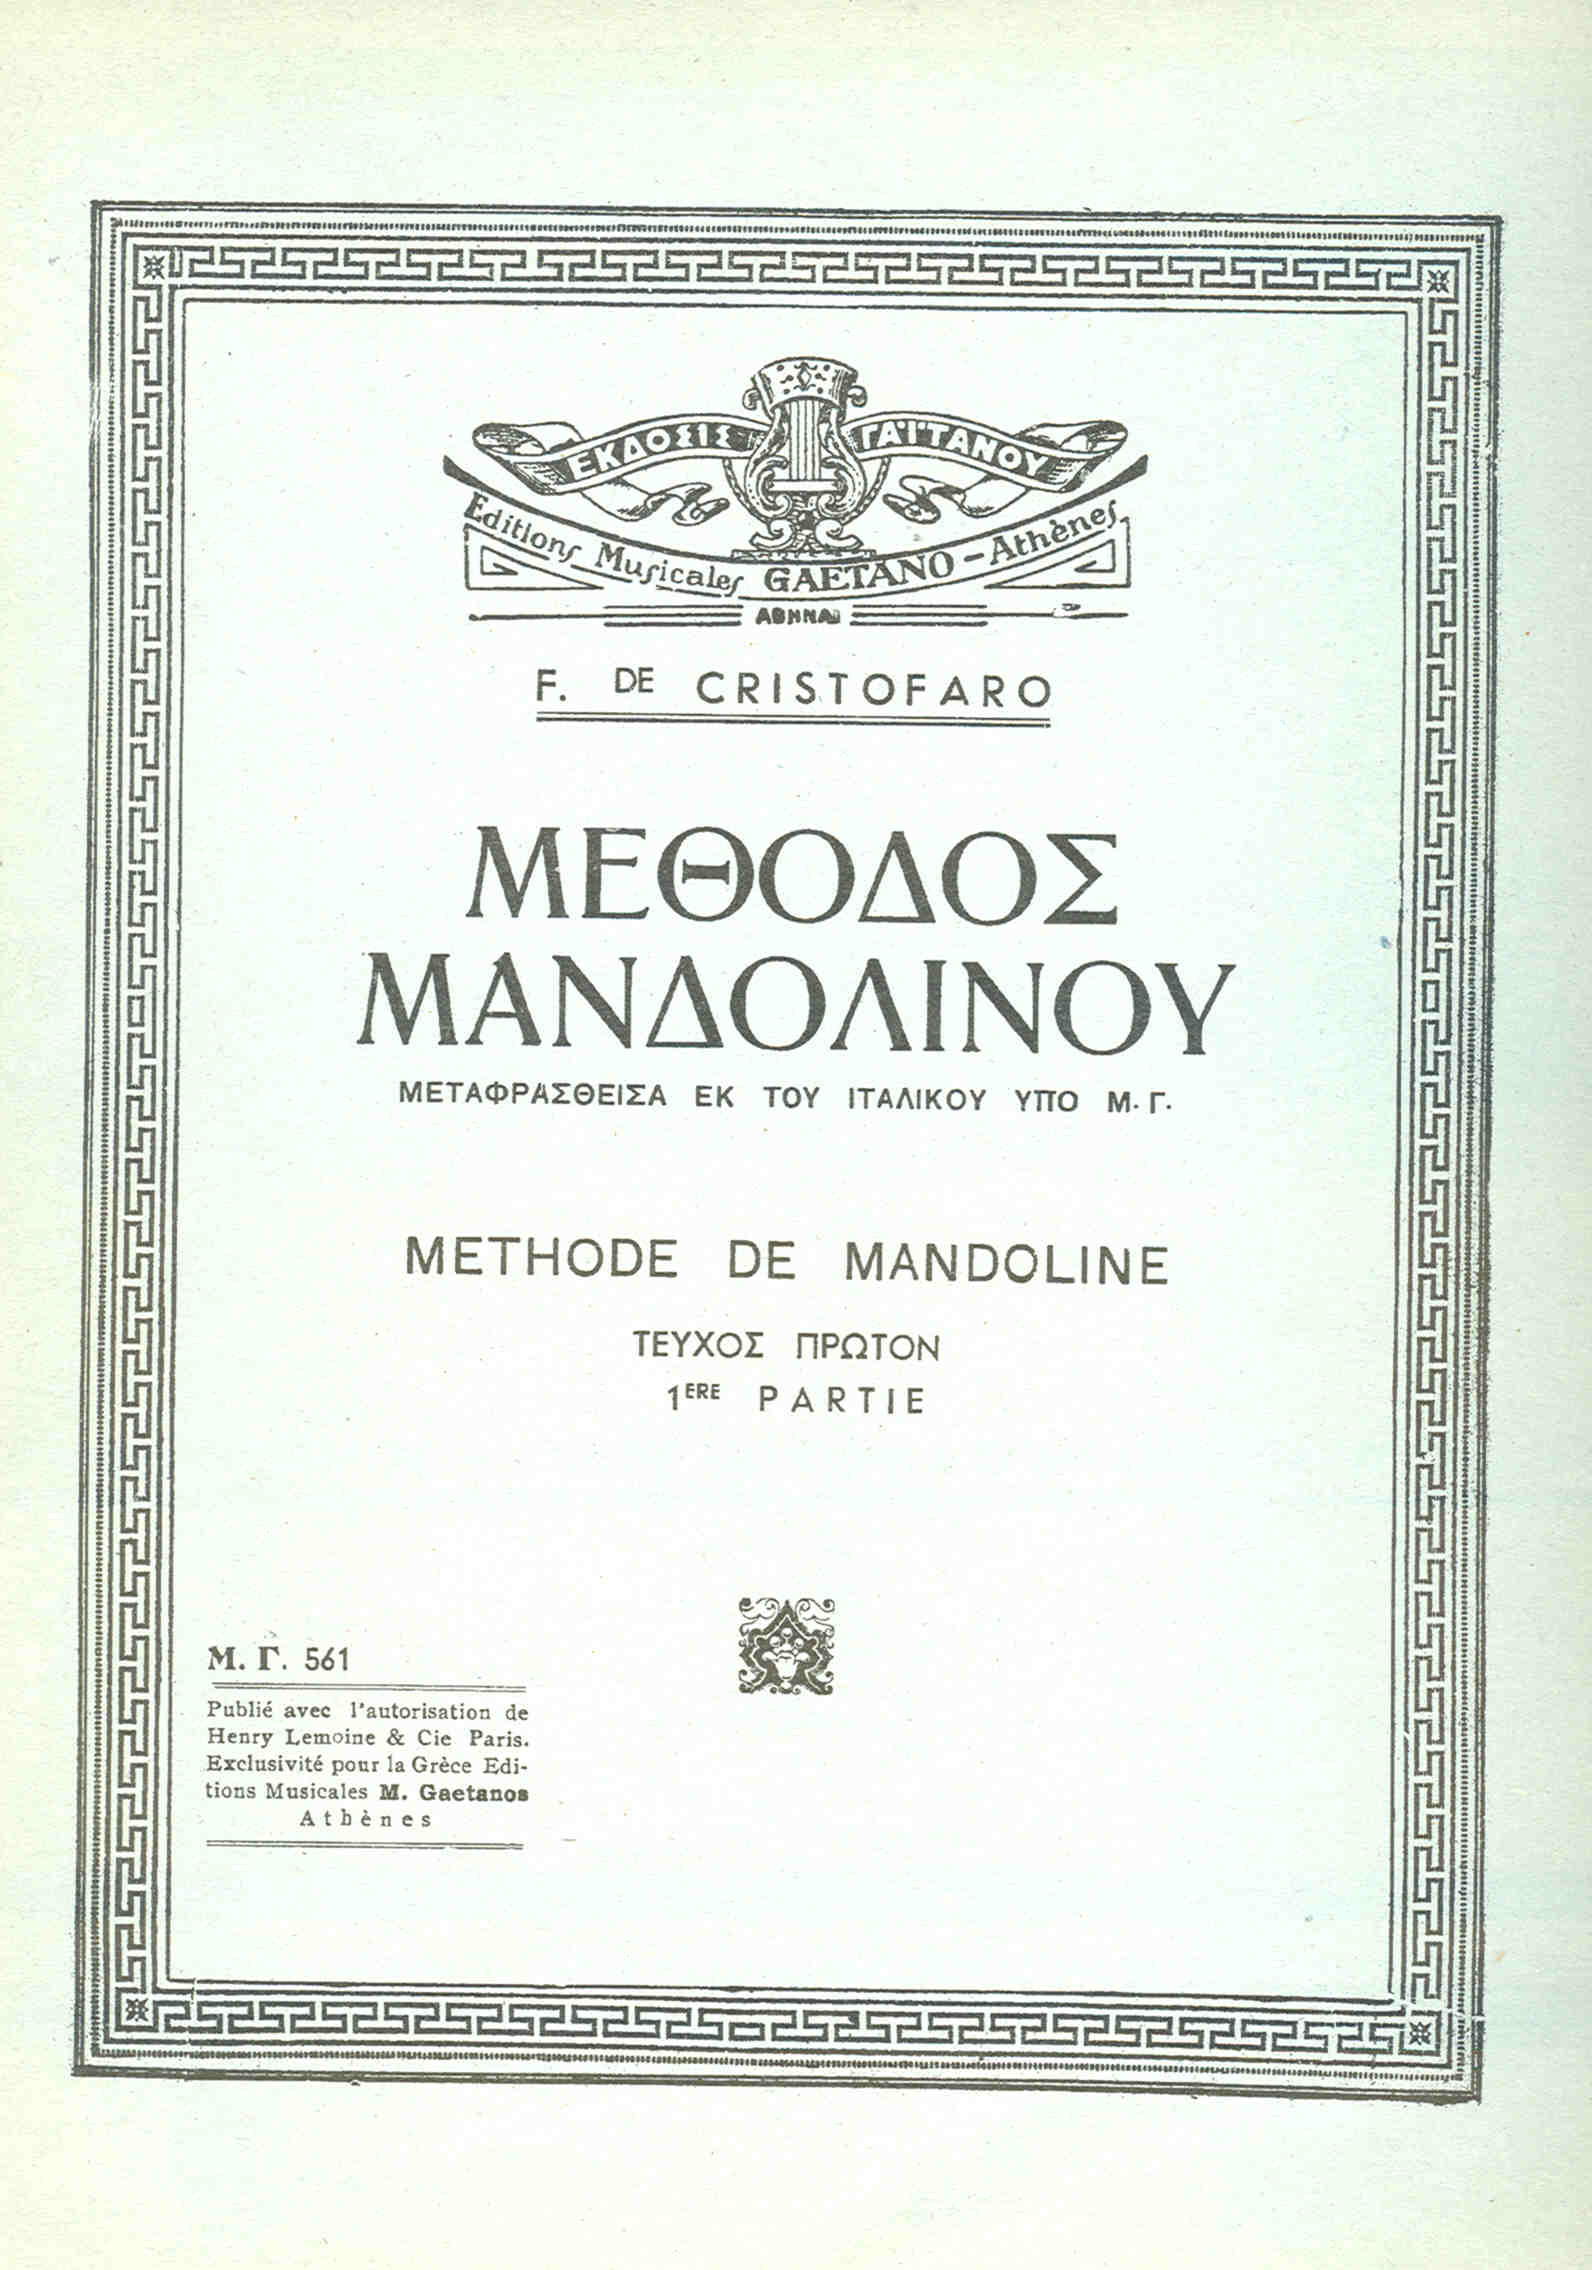 ΕΚΔΟΣΙΣ ΓΑΪΤΑΝΟΥ
Editions Musicales GAETANO - Athènes
ΑΘΗΝΑΙ
F. DE CRISTOFARO
ΜΕΘΟΔΟΣ
ΜΑΝΔΟΛΙΝΟΥ
ΜΕΤΑΦΡΑΣΘΕΙΣΑ ΕΚ ΤΟΥ ΙΤΑΛΙΚΟΥ ΥΠΟ Μ. Γ.
METHODE DE MANDOLINE
ΤΕΥΧΟΣ ΠΡΩΤΟΝ
1ERE PARTIE
Μ. Γ. 561
Publié avec l'autorisation de
Henry Lemoine & Cie Paris.
Exclusivité pour la Grèce Edi-
tions Musicales M. Gaetanos
Athènes